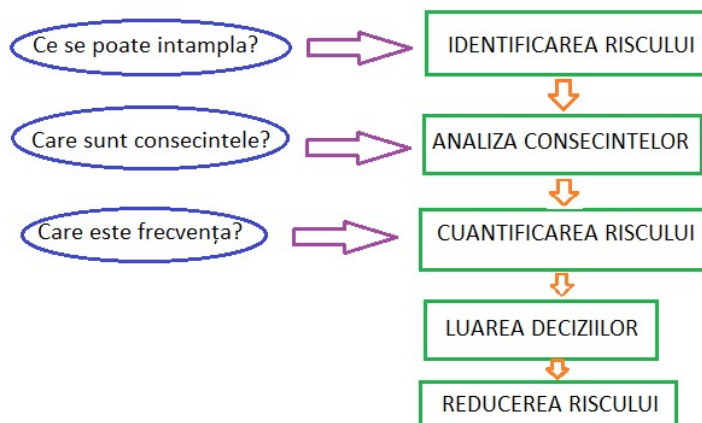 Ce se poate intampla?
IDENTIFICAREA RISCULUI
Care sunt consecintele?
ANALIZA CONSECINTELOR
Care este frecvența?
CUANTIFICAREA RISCULUI
LUAREA DECIZIILOR
REDUCEREA RISCULUI